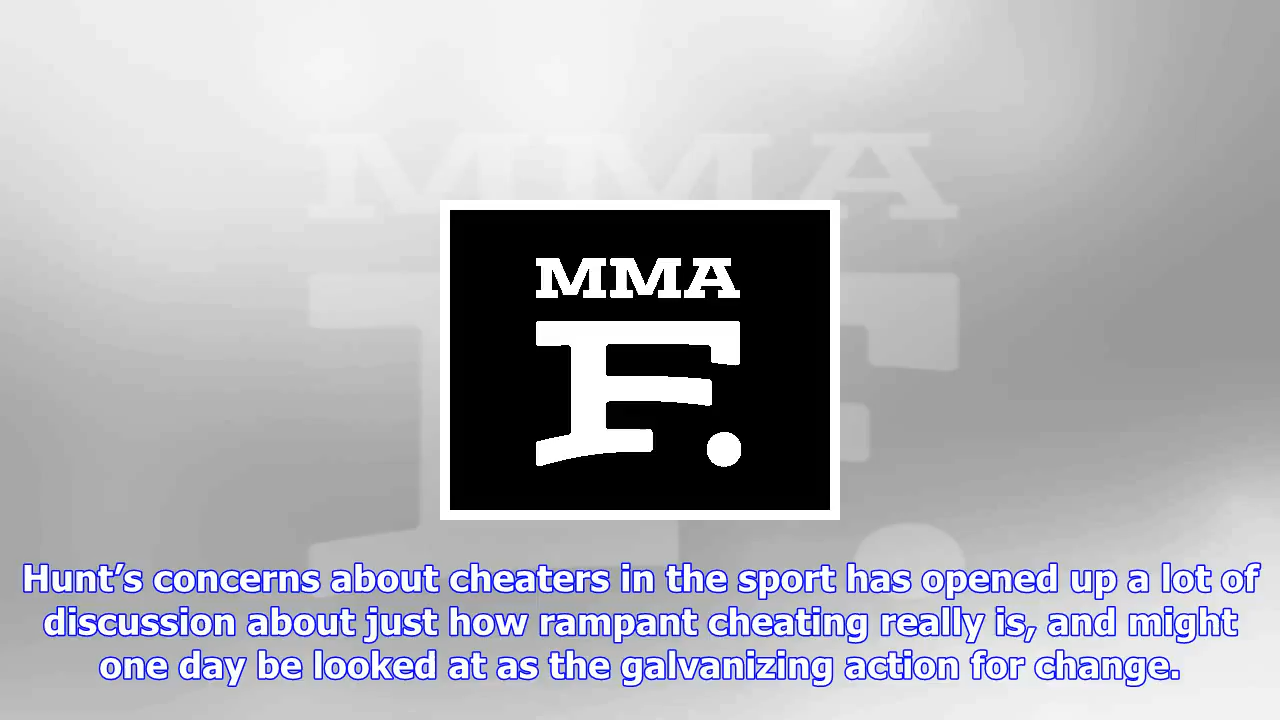 MMA
MMA
F.
Hunt’s concerns about cheaters in the sport has opened up a lot of
discussion about just how rampant cheating really is, and might
one day be looked at as the galvanizing action for change.